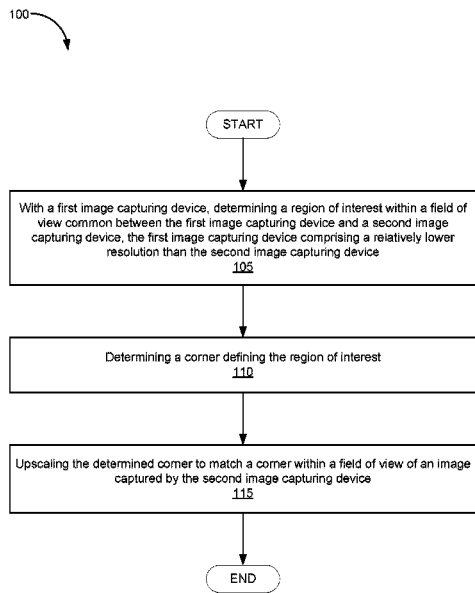 100
START
With a first image capturing device, determining a region of interest within a field of
view common between the first image capturing device and a second image
capturing device, the first image capturing device comprising a relatively lower
resolution than the second image capturing device
105
Determining a corner defining the region of interest
110
Upscaling the determined corner to match a corner within a field of view of an image
captured by the second image capturing device
115
END